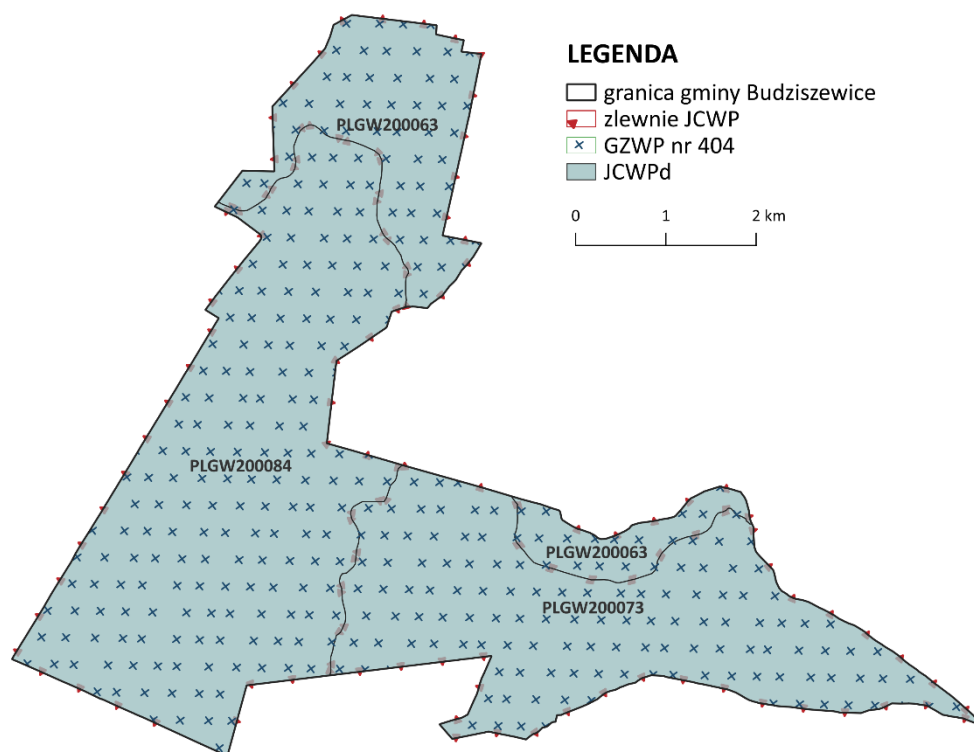 LEGENDA
granica gminy Budziszewice
zlewnie JCWP
GZWP nr 404
JCWPd
0 1 2 km
PLGW200063
PLGW200084
PLGW200063
PLGW200073